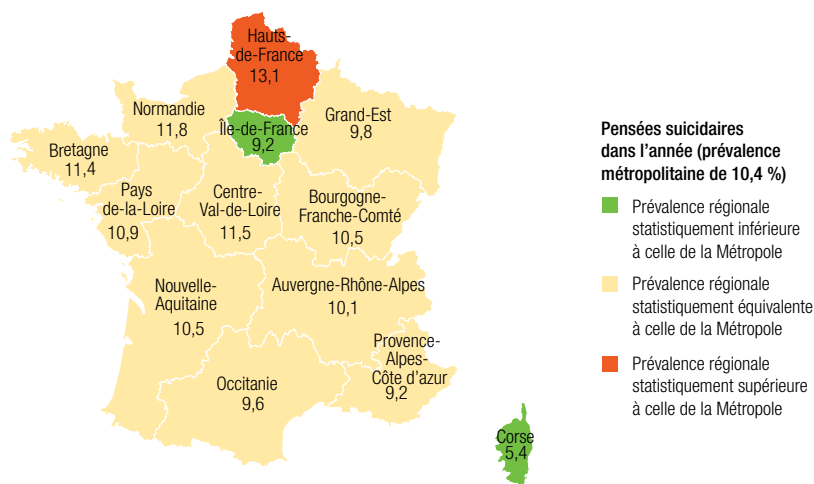 Hauts-
de-France
13,1
Normandie
11,8
Île-de-France
9,2
Grand-Est
9,8
Bretagne
11,4
Pays
de-la-Loire
10,9
Centre-
Val-de-Loire
11,5
Bourgogne-
Franche-Comté
10,5
Nouvelle-
Aquitaine
10,5
Auvergne-Rhône-Alpes
10,1
Provence-
Alpes-
Côte d’azur
9,2
Occitanie
9,6
Corse
5,4
Pensées suicidaires
dans l’année (prévalence
métropolitaine de 10,4 %)
Prévalence régionale
statistiquement inférieure
à celle de la Métropole
Prévalence régionale
statistiquement équivalente
à celle de la Métropole
Prévalence régionale
statistiquement supérieure
à celle de la Métropole